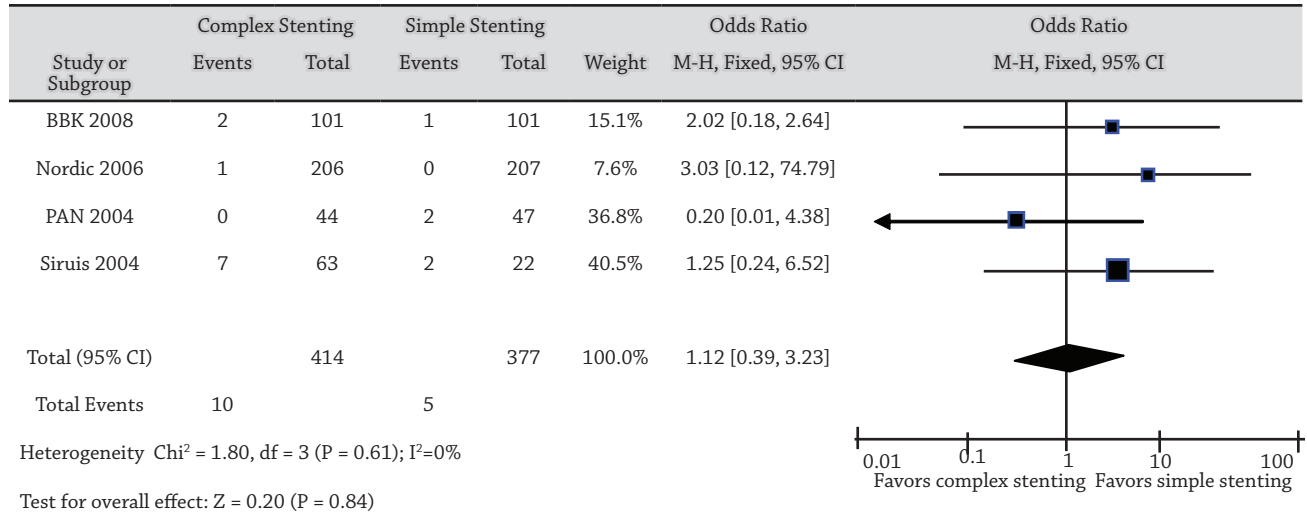 Complex Stenting Simple Stenting Odds Ratio Odds Ratio
Study or Subgroup Events Total Events Total Weight M-H, Fixed, 95% CI M-H, Fixed, 95% CI
BBK 2008 2 101 1 101 15.1% 2.02 [0.18, 2.64]
Nordic 2006 1 206 0 207 7.6% 3.03 [0.12, 74.79]
PAN 2004 0 44 2 47 36.8% 0.20 [0.01, 4.38]
Siruis 2004 7 63 2 22 40.5% 1.25 [0.24, 6.52]
Total (95% CI) 414 377 100.0% 1.12 [0.39, 3.23]
Total Events 10 5
Heterogeneity Chi² = 1.80, df = 3 (P = 0.61); I²=0%
Test for overall effect: Z = 0.20 (P = 0.84)
0.01 0.1 1 10 100
Favors complex stenting Favors simple stenting